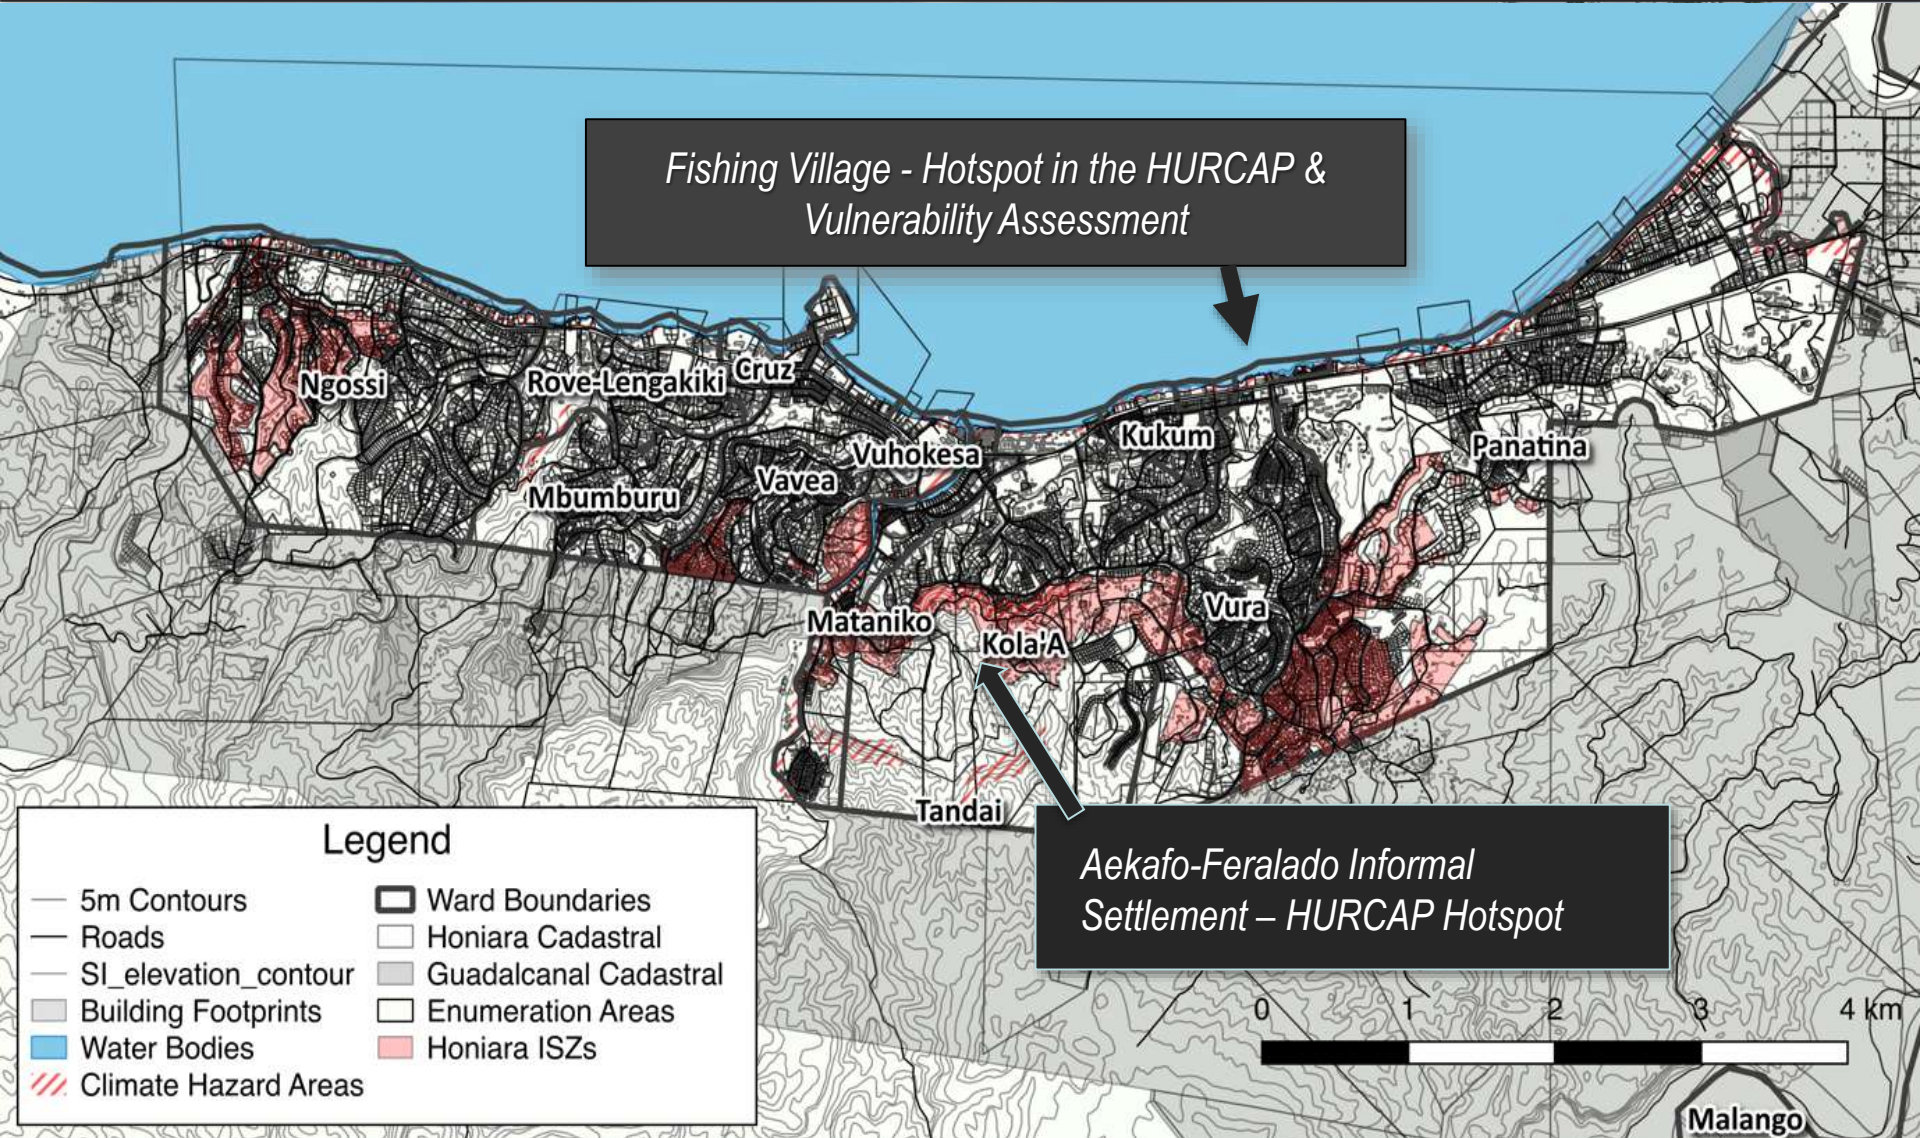 Fishing Village - Hotspot in the HURCAP &
Vulnerability Assessment
Ngossi
Rove-Lengakiki
Cruz
Vuhokesa
Kukum
Panatina
Mbumburu
Vavea
Mataniko
Kola'A
Vura
Tandai
Aekafo-Feralado Informal
Settlement – HURCAP Hotspot
Legend
5m Contours
Roads
SI_elevation_contour
Building Footprints
Water Bodies
Climate Hazard Areas
Ward Boundaries
Honiara Cadastral
Guadalcanal Cadastral
Enumeration Areas
Honiara ISZs
0 1 2 3 4 km
Malango